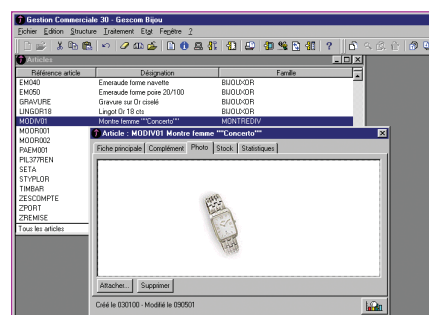 Gestion Commerciale 30 - Gescom Bijou
Fichier Edition Structure Traitement Etat Fenêtre ?
Articles
Référence article Désignation Famille
EM040 Emeraude forme navette BIJOUXOR
EM050 Emeraude forme poire 20/100 BIJOUXOR
GRAVURE Gravure sur Or ciselé BIJOUXOR
LINGOR18 Lingot Or 18 cts BIJOUXOR
MODIV01 Montre femme ""Concerto"" MONTREDIV
MOOR001
MOOR002
PAEM001
PIL377REN
SETA
STYPLOR
TIMBAR
ZESCOMPTE
ZPORT
ZREMISE
Tous les articles
Article : MODIV01 Montre femme ""Concerto""
Fiche principale Complément Photo Stock Statistiques
Attacher... Supprimer
Créé le 030100 - Modifié le 090501